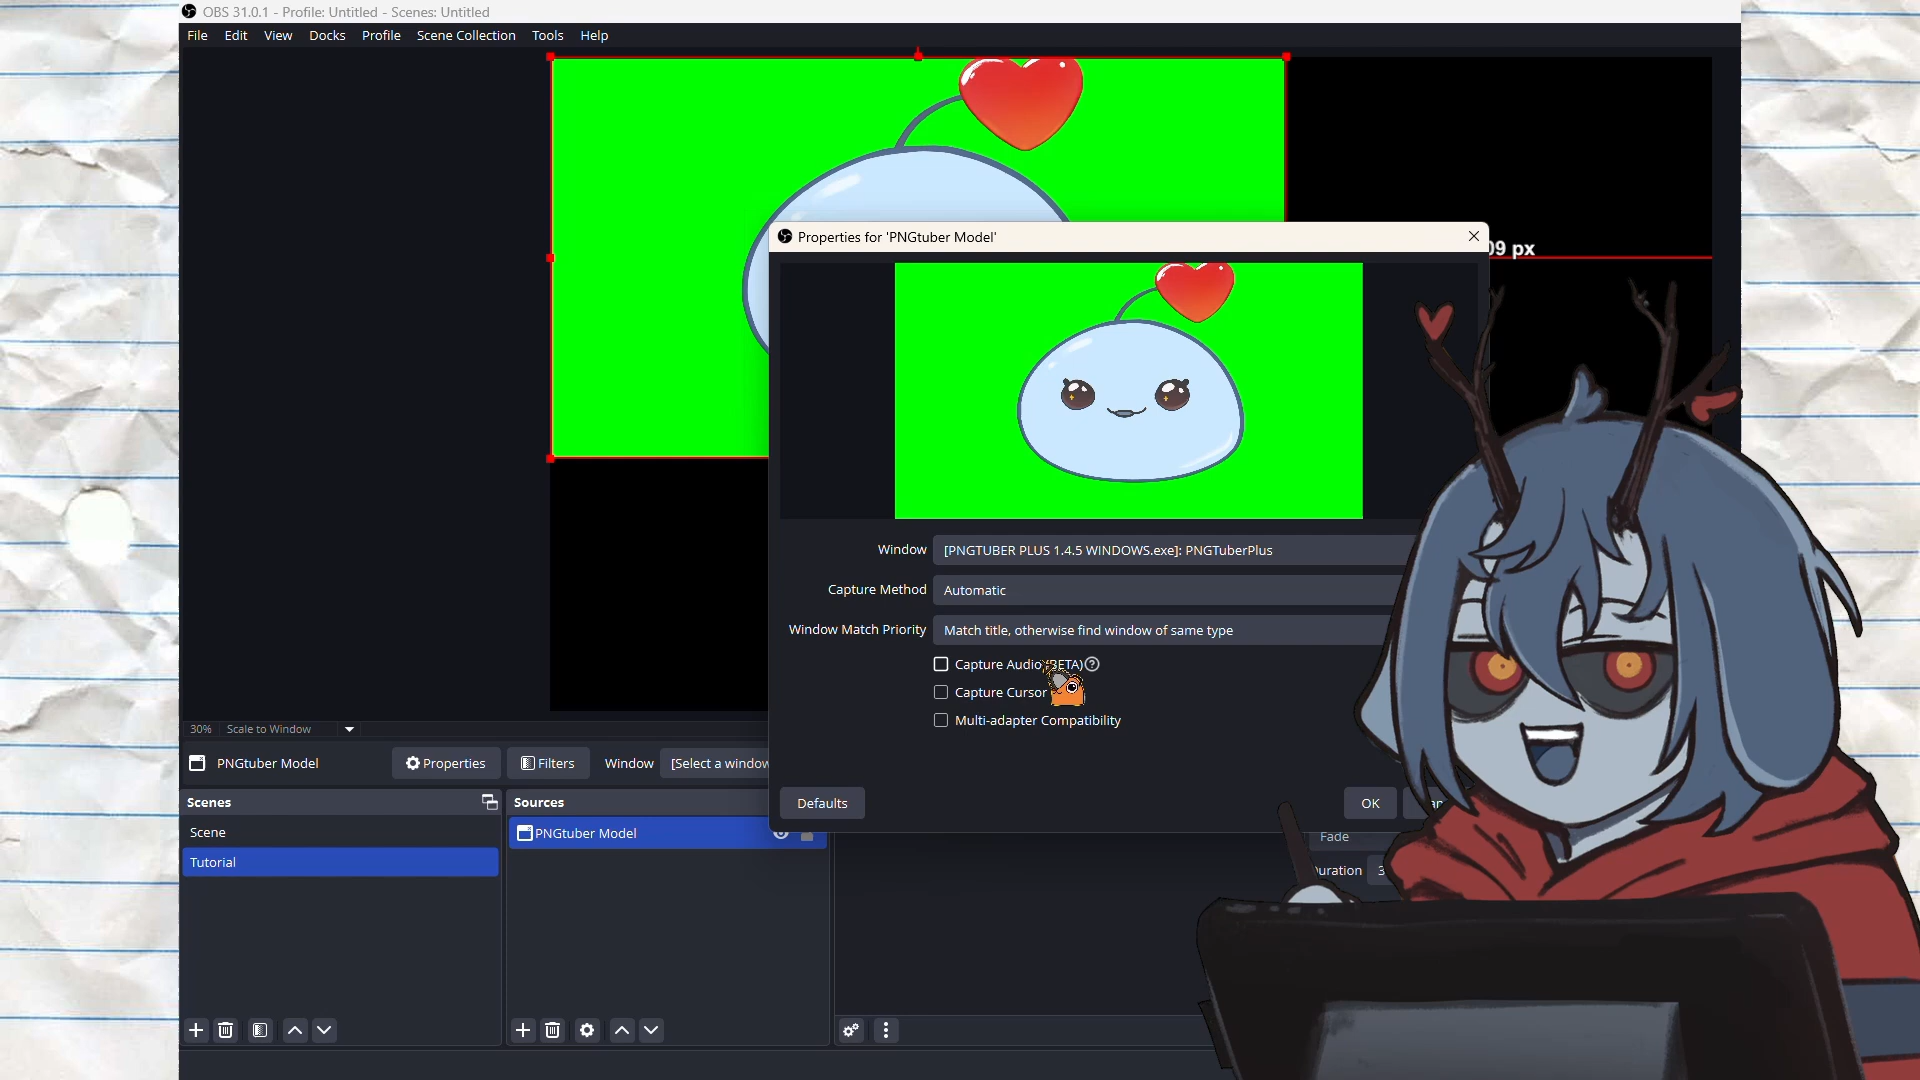 OBS 31.0.1 - Profile: Untitled - Scenes: Untitled
File Edit View Docks Profile Scene Collection Tools Help
Properties for 'PNGtuber Model'
09 px
Window [PNGTUBER PLUS 1.4.5 WINDOWS.exe]: PNGTuberPlus
Capture Method Automatic
Window Match Priority Match title, otherwise find window of same type
Capture Audio (BETA)
Capture Cursor
Multi-adapter Compatibility
30% Scale to Window
PNGtuber Model Properties Filters Window [Select a window
Defaults OK
Scenes Sources
Scene PNGtuber Model Fade
Tutorial